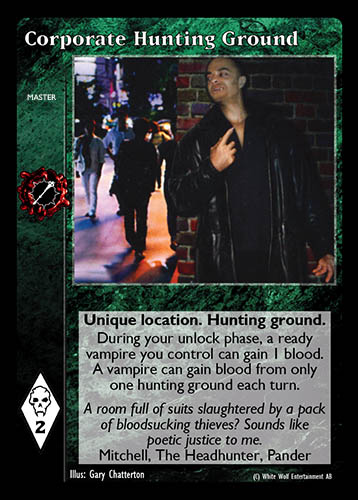 Corporate Hunting Ground
MASTER
Unique location. Hunting ground.
During your unlock phase, a ready
vampire you control can gain 1 blood.
A vampire can gain blood from only
one hunting ground each turn.
A room full of suits slaughtered by a pack
of bloodsucking thieves? Sounds like
poetic justice to me.
Mitchell, The Headhunter, Pander
2
Illus: Gary Chatterton
(C) White Wolf Entertainment AB